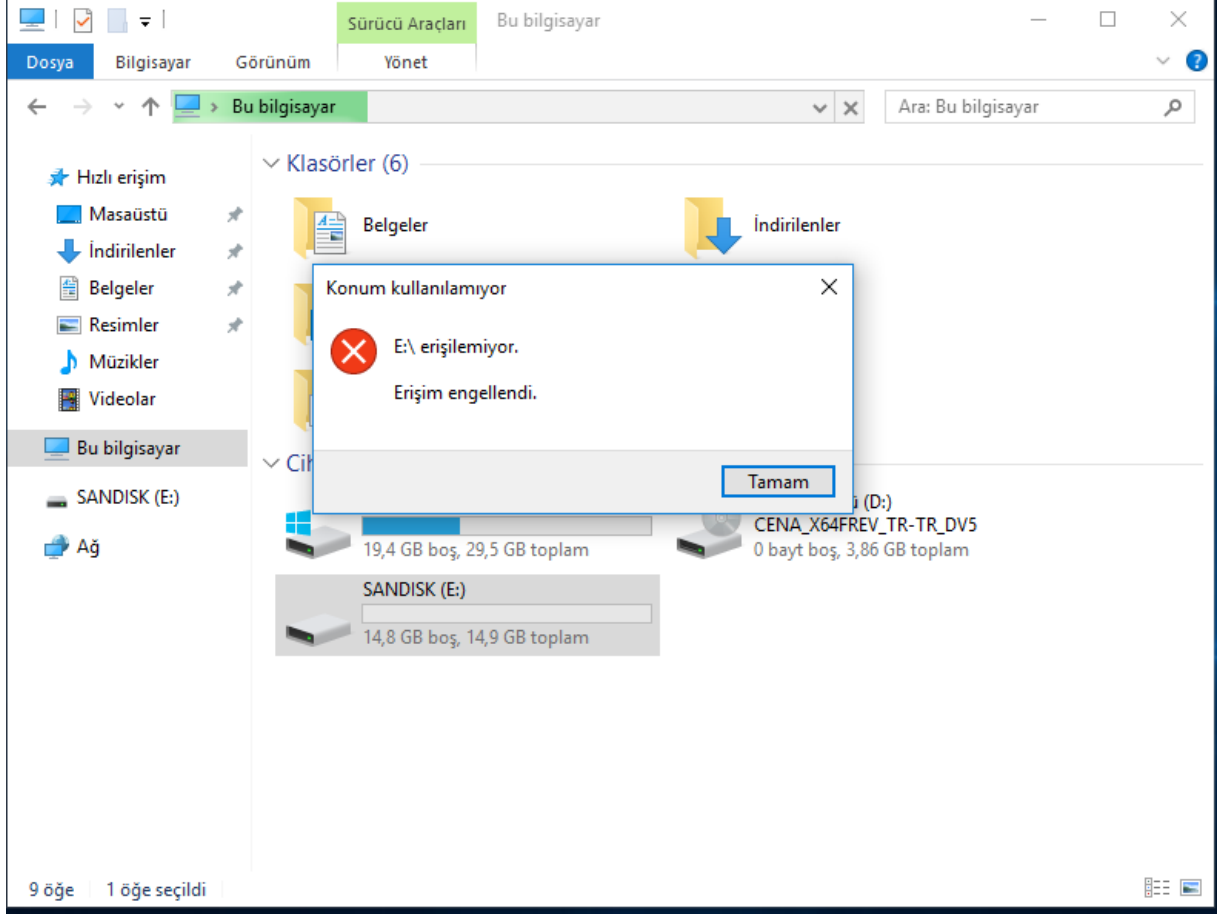 Sürücü Araçları
Bu bilgisayar
Dosya
Bilgisayar
Görünüm
Yönet
Bu bilgisayar
Ara: Bu bilgisayar
Hızlı erişim
Masaüstü
İndirilenler
Belgeler
Resimler
Müzikler
Videolar
Bu bilgisayar
SANDISK (E:)
Ağ
Klasörler (6)
Belgeler
İndirilenler
Konum kullanılamıyor
E:\ erişilemiyor.
Erişim engellendi.
Tamam
19,4 GB boş, 29,5 GB toplam
(D:)
CENA_X64FREV_TR-TR_DV5
0 bayt boş, 3,86 GB toplam
SANDISK (E:)
14,8 GB boş, 14,9 GB toplam
9 öğe
1 öğe seçildi